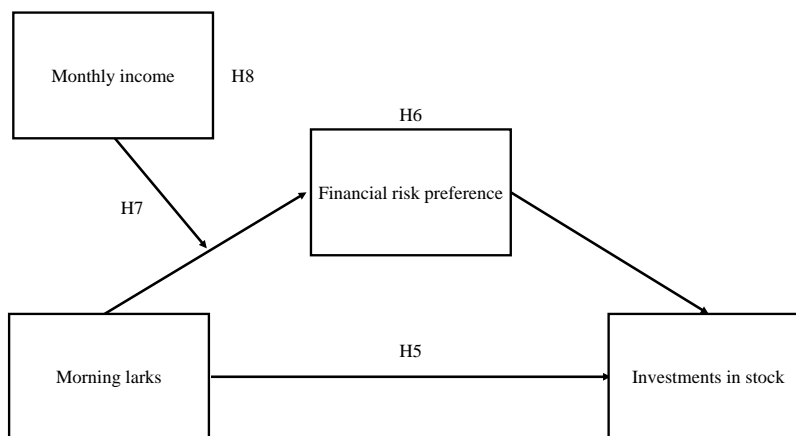 Monthly income
H8
H6
Financial risk preference
H7
H5
Morning larks
Investments in stock